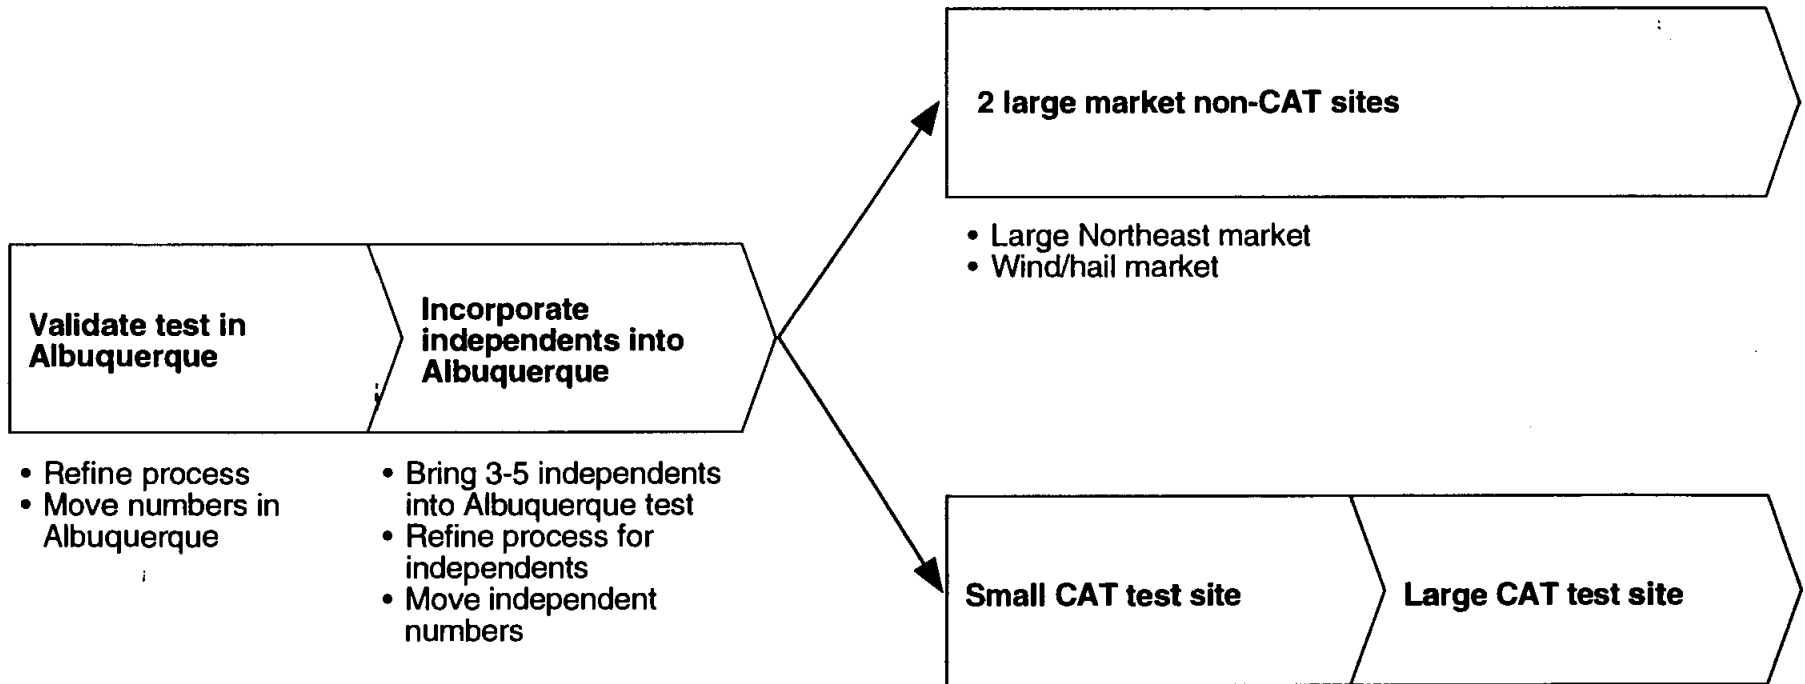 2 large market non-CAT sites
• Large Northeast market
• Wind/hail market
Validate test in
Albuquerque
Incorporate
independents into
Albuquerque
• Refine process
• Move numbers in
Albuquerque
• Bring 3-5 independents
into Albuquerque test
• Refine process for
independents
• Move independent
numbers
Small CAT test site
Large CAT test site